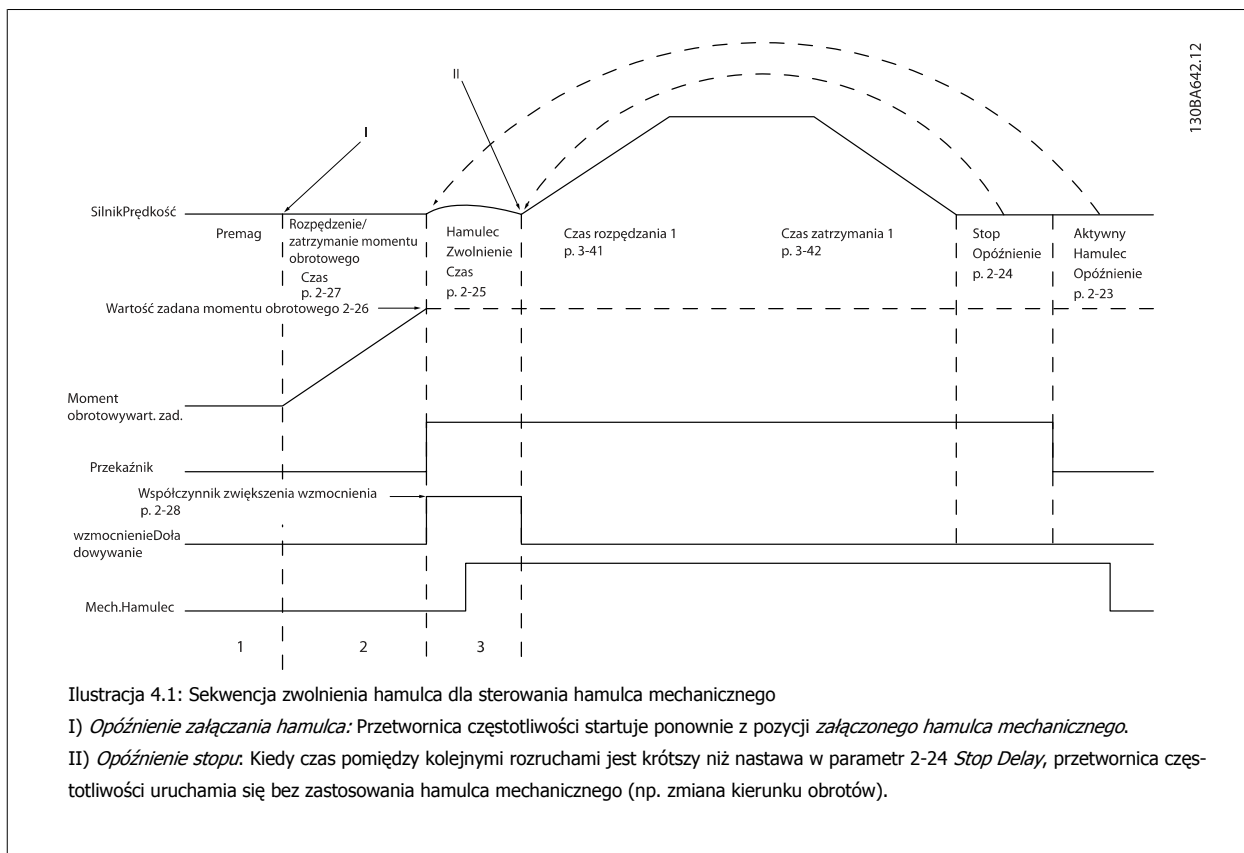 130BA642.12
II
I
SilnikPrędkość
Premag
Rozpędzenie/
zatrzymanie momentu
obrotowego
Czas
p. 2-27
Hamulec
Zwolnienie
Czas
p. 2-25
Czas rozpędzania 1
p. 3-41
Czas zatrzymania 1
p. 3-42
Stop
Opóźnienie
p. 2-24
Aktywny
Hamulec
Opóźnienie
p. 2-23
Wartość zadana momentu obrotowego 2-26
Moment
obrotowywart. zad.
Przekaźnik
Współczynnik zwiększenia wzmocnienia
p. 2-28
wzmocnienieDoła
dowywanie
Mech.Hamulec
1
2
3
Ilustracja 4.1: Sekwencja zwolnienia hamulca dla sterowania hamulca mechanicznego
I) Opóźnienie załączania hamulca: Przetwornica częstotliwości startuje ponownie z pozycji załączonego hamulca mechanicznego.
II) Opóźnienie stopu: Kiedy czas pomiędzy kolejnymi rozruchami jest krótszy niż nastawa w parametr 2-24 Stop Delay, przetwornica częs-
totliwości uruchamia się bez zastosowania hamulca mechanicznego (np. zmiana kierunku obrotów).